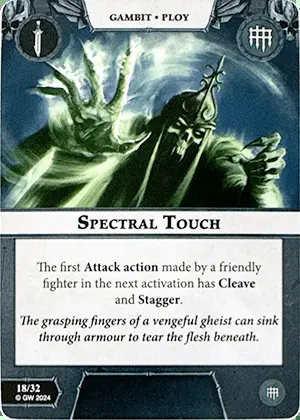 GAMBIT • PLOY
SPECTRAL TOUCH
The first Attack action made by a friendly
fighter in the next activation has Cleave
and Stagger.
The grasping fingers of a vengeful gheist can sink
through armour to tear the flesh beneath.
18/32
© GW 2024